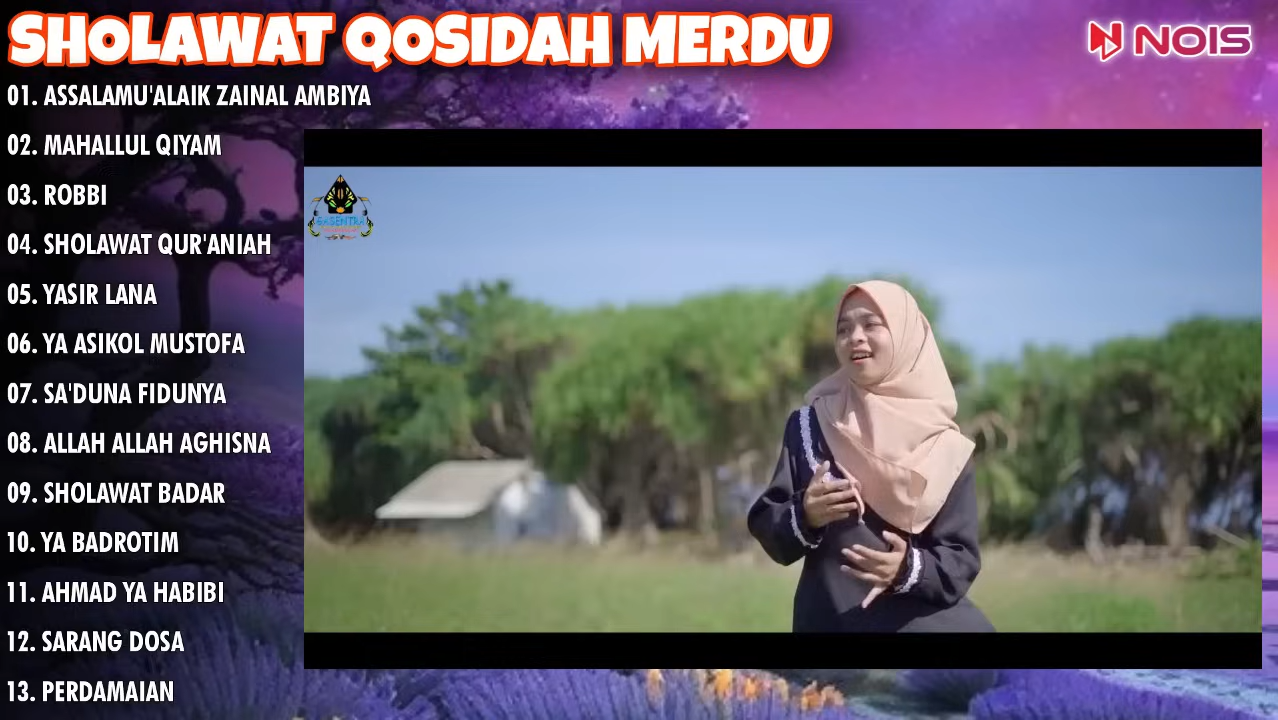 SHOLAWAT QOSIDAH MERDU
NOIS
01. ASSALAMU'ALAIK ZAINAL AMBIYA
02. MAHALLUL QIYAM
03. ROBBI
04. SHOLAWAT QUR'ANIAH
05. YASIR LANA
06. YA ASIKOL MUSTOFA
07. SA'DUNA FIDUNYA
08. ALLAH ALLAH AGHISNA
09. SHOLAWAT BADAR
10. YA BADROTIM
11. AHMAD YA HABIBI
12. SARANG DOSA
13. PERDAMAIAN
GASENTRA